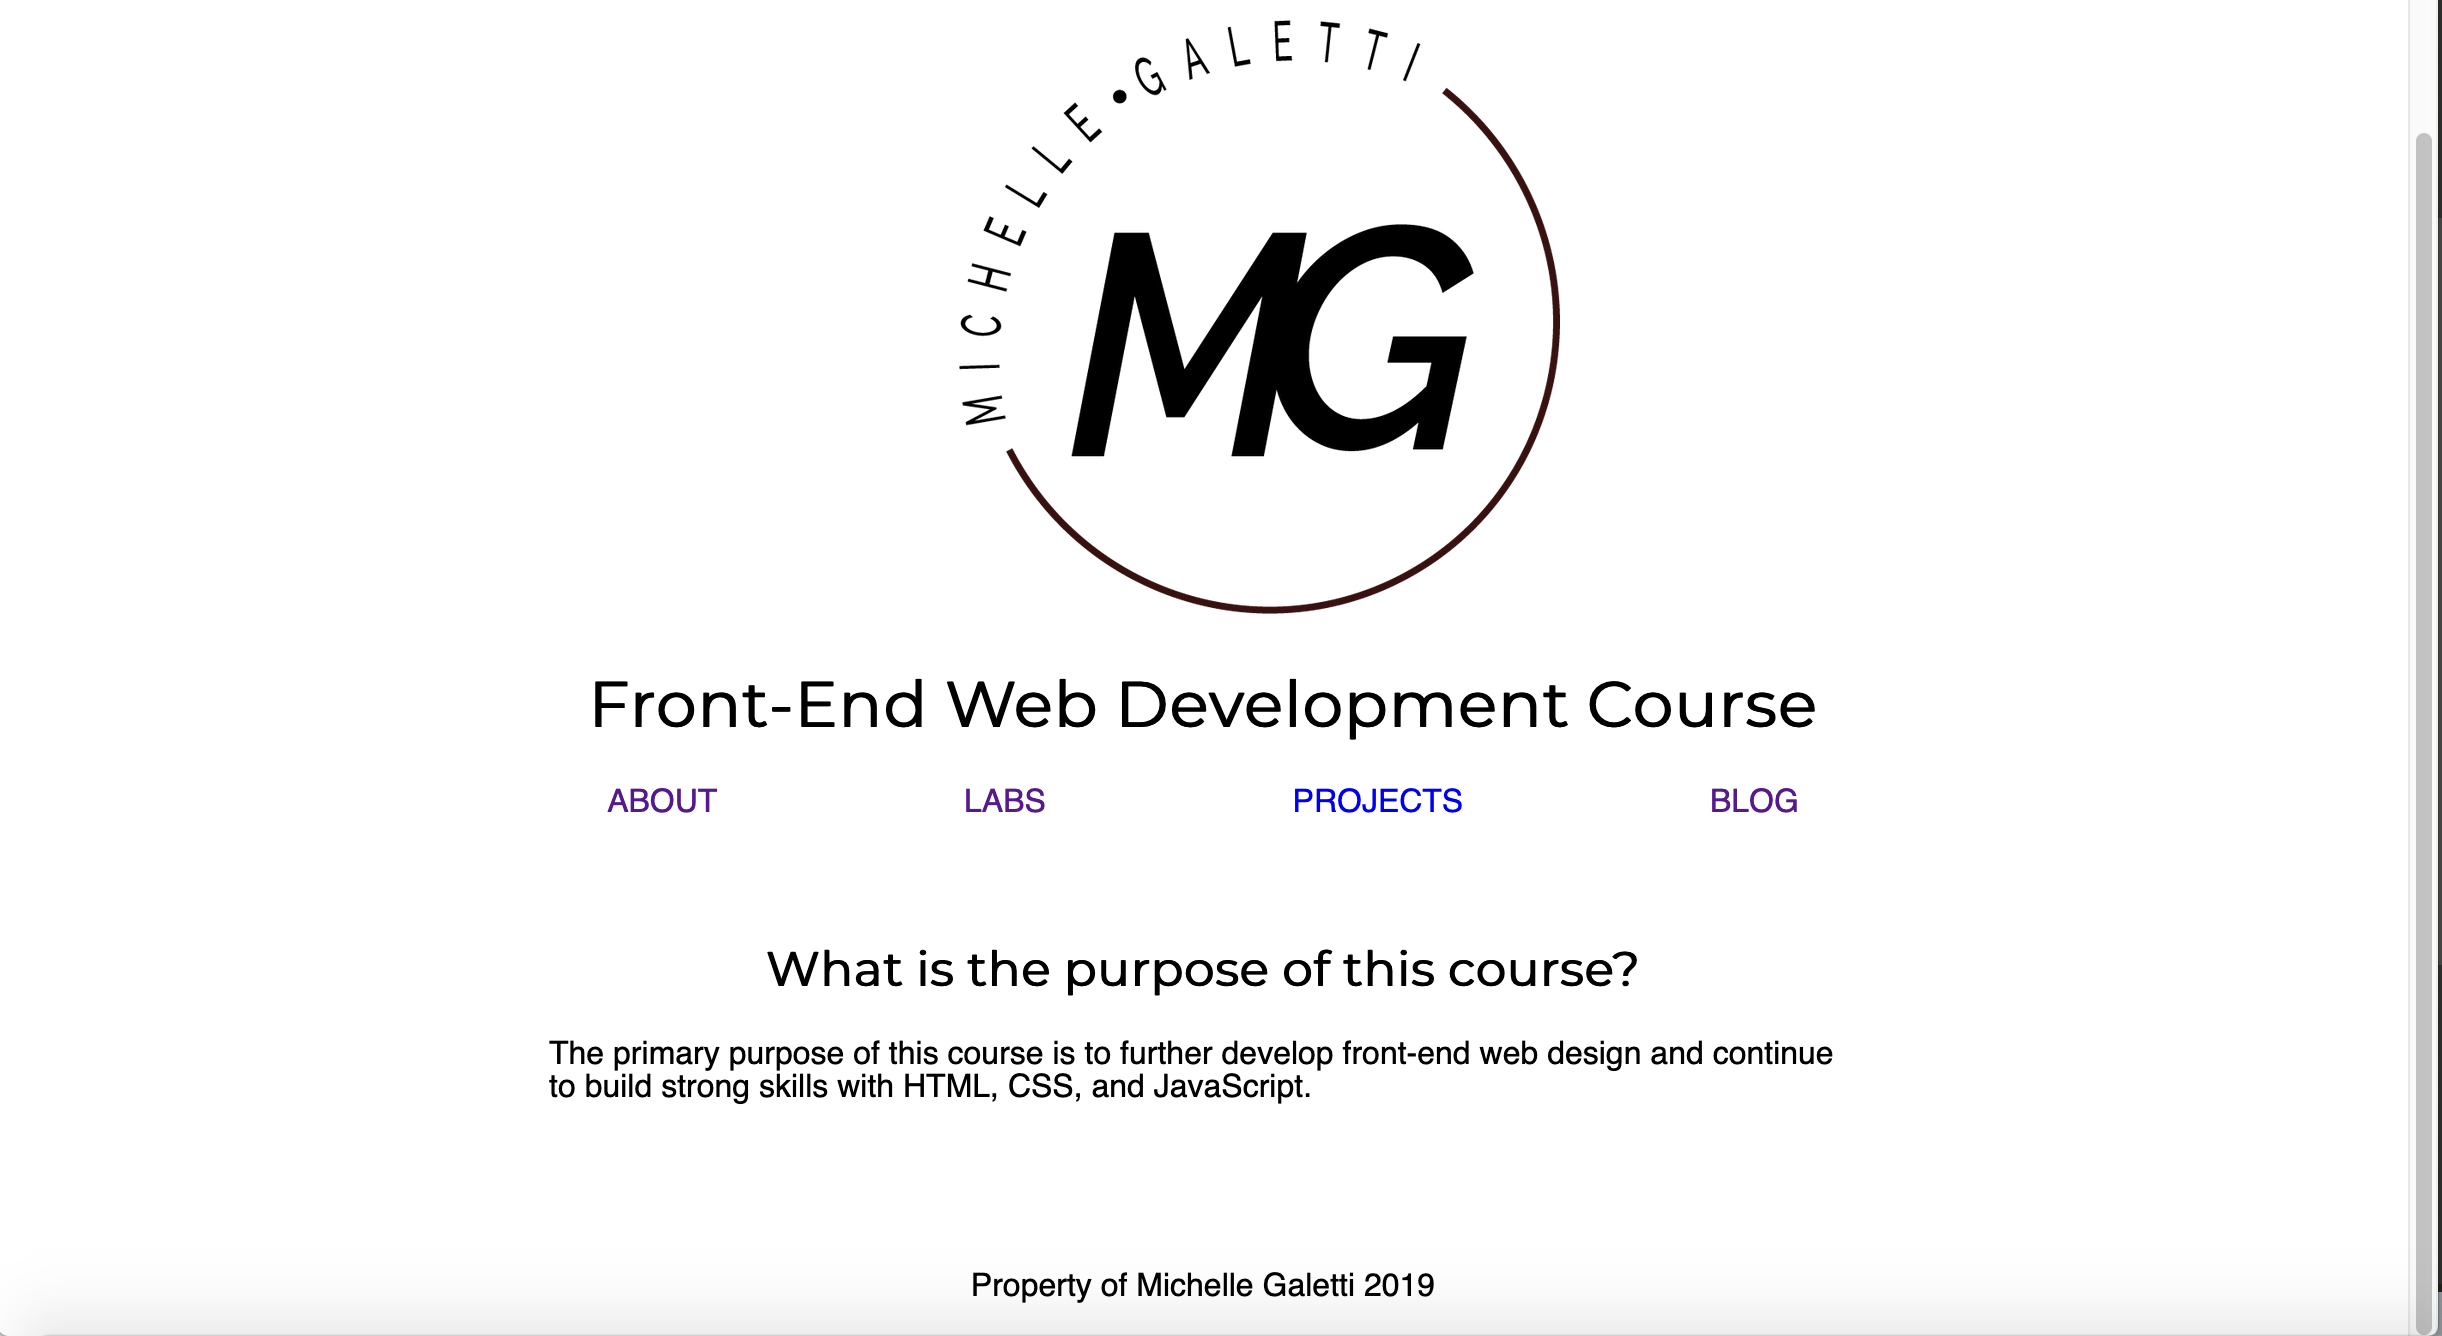 MICHELLE•GALETTI
MG
Front-End Web Development Course
ABOUT LABS PROJECTS BLOG
What is the purpose of this course?
The primary purpose of this course is to further develop front-end web design and continue
to build strong skills with HTML, CSS, and JavaScript.
Property of Michelle Galetti 2019